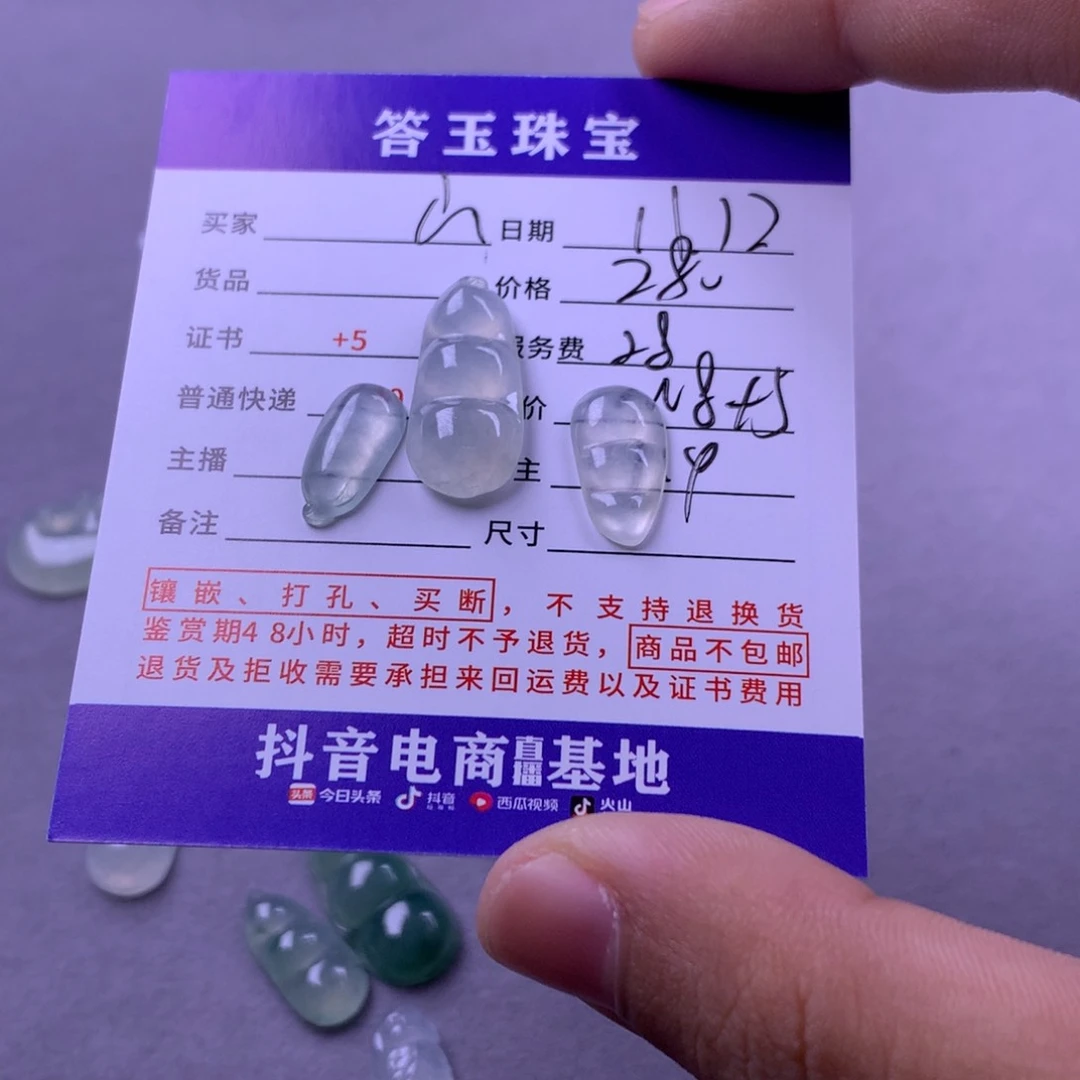 答玉珠宝
买家 日期 11 12
货品 价格 280
证书 +5 服务费 28
普通快递 价 +5
主播 主
备注 尺寸
镶嵌、打孔、买断，不支持退换货
鉴赏期48小时，超时不予退货，商品不包邮
退货及拒收需要承担来回运费以及证书费用
抖音电商直播基地
头条 今日头条 抖音 西瓜视频 火山